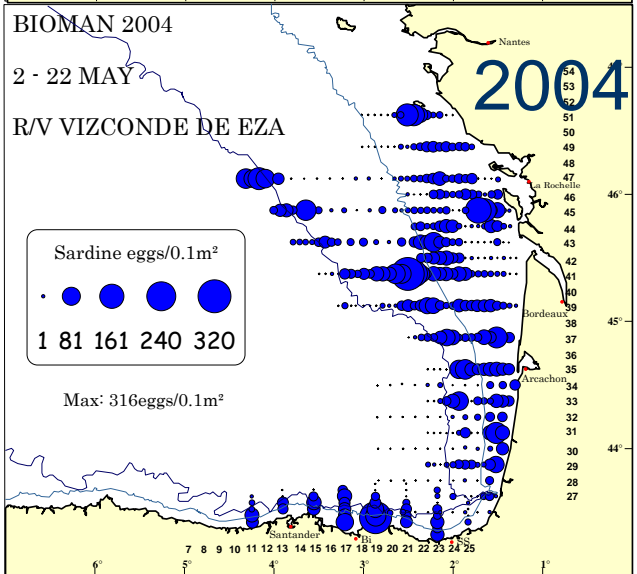 BIOMAN 2004
2 - 22 MAY
R/V VIZCONDE DE EZA
2004
Nantes
La Rochelle
Bordeaux
Arcachon
Santander
Bi
SS
Sardine eggs/0.1m²
1 81 161 240 320
Max: 316eggs/0.1m²
54
53
52
51
50
49
48
47
46
45
44
43
42
41
40
39
38
37
36
35
34
33
32
31
30
29
28
27
46°
45°
44°
7 8 9 10 11 12 13 14 15 16 17 18 19 20 21 22 23 24 25
6° 5° 4° 3° 2° 1°